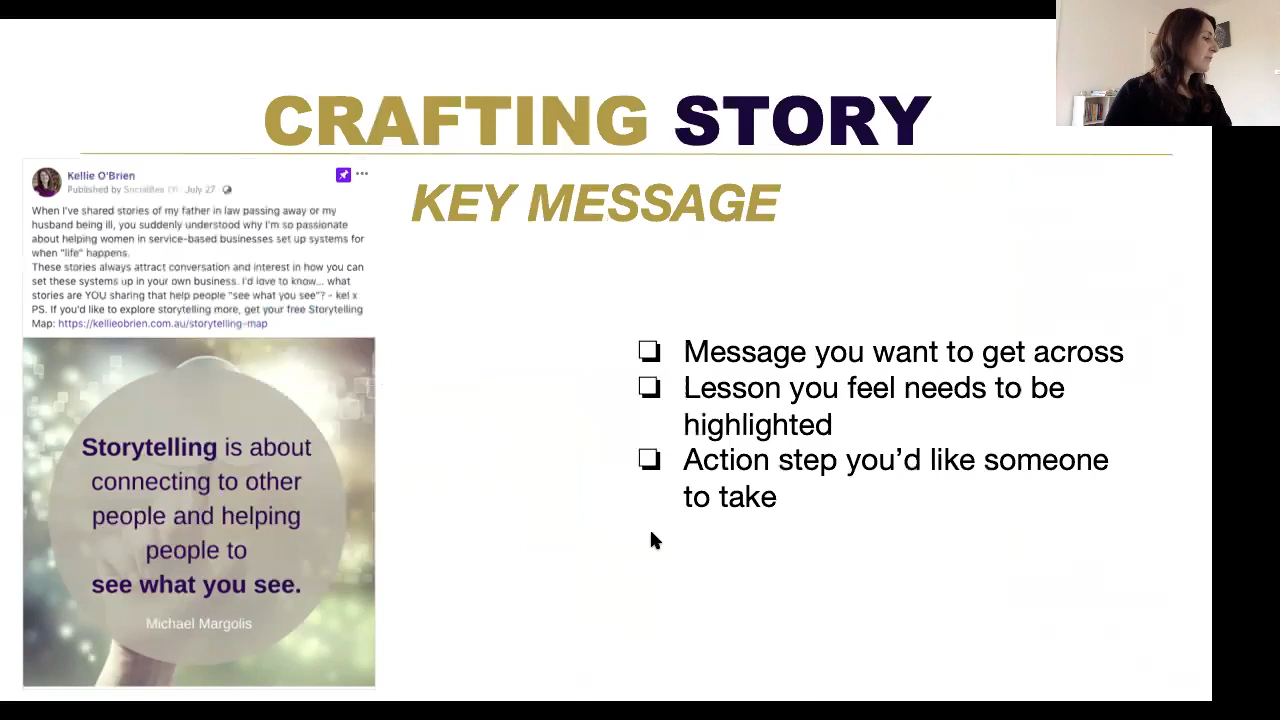 CRAFTING STORY
KEY MESSAGE
Kellie O'Brien
Published by July 27
When I've shared stories of my father in law passing away or my
husband being ill, you suddenly understood why I'm so passionate
about helping women in service-based businesses set up systems for
when "life" happens.
These stories always attract conversation and interest in how you can
set these systems up in your own business. I'd love to know... what
stories are YOU sharing that help people "see what you see"? - kel x
PS. If you'd like to explore storytelling more, get your free Storytelling
Map: https://kellieobrien.com.au/storytelling-map
Storytelling is about
connecting to other
people and helping
people to
see what you see.
Michael Margolis
❏ Message you want to get across
❏ Lesson you feel needs to be
highlighted
❏ Action step you’d like someone
to take